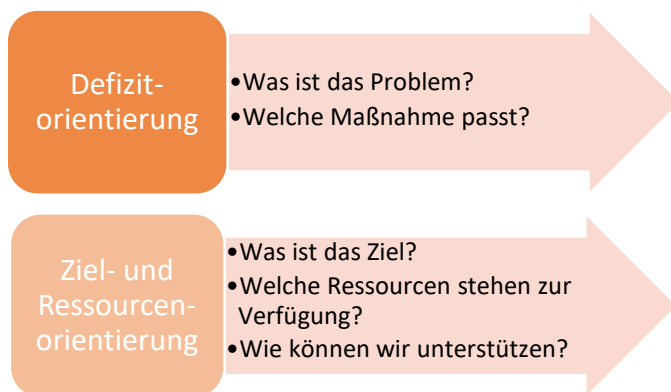 Defizit-
orientierung
•Was ist das Problem?
•Welche Maßnahme passt?
Ziel- und
Ressourcen-
orientierung
•Was ist das Ziel?
•Welche Ressourcen stehen zur
Verfügung?
•Wie können wir unterstützen?